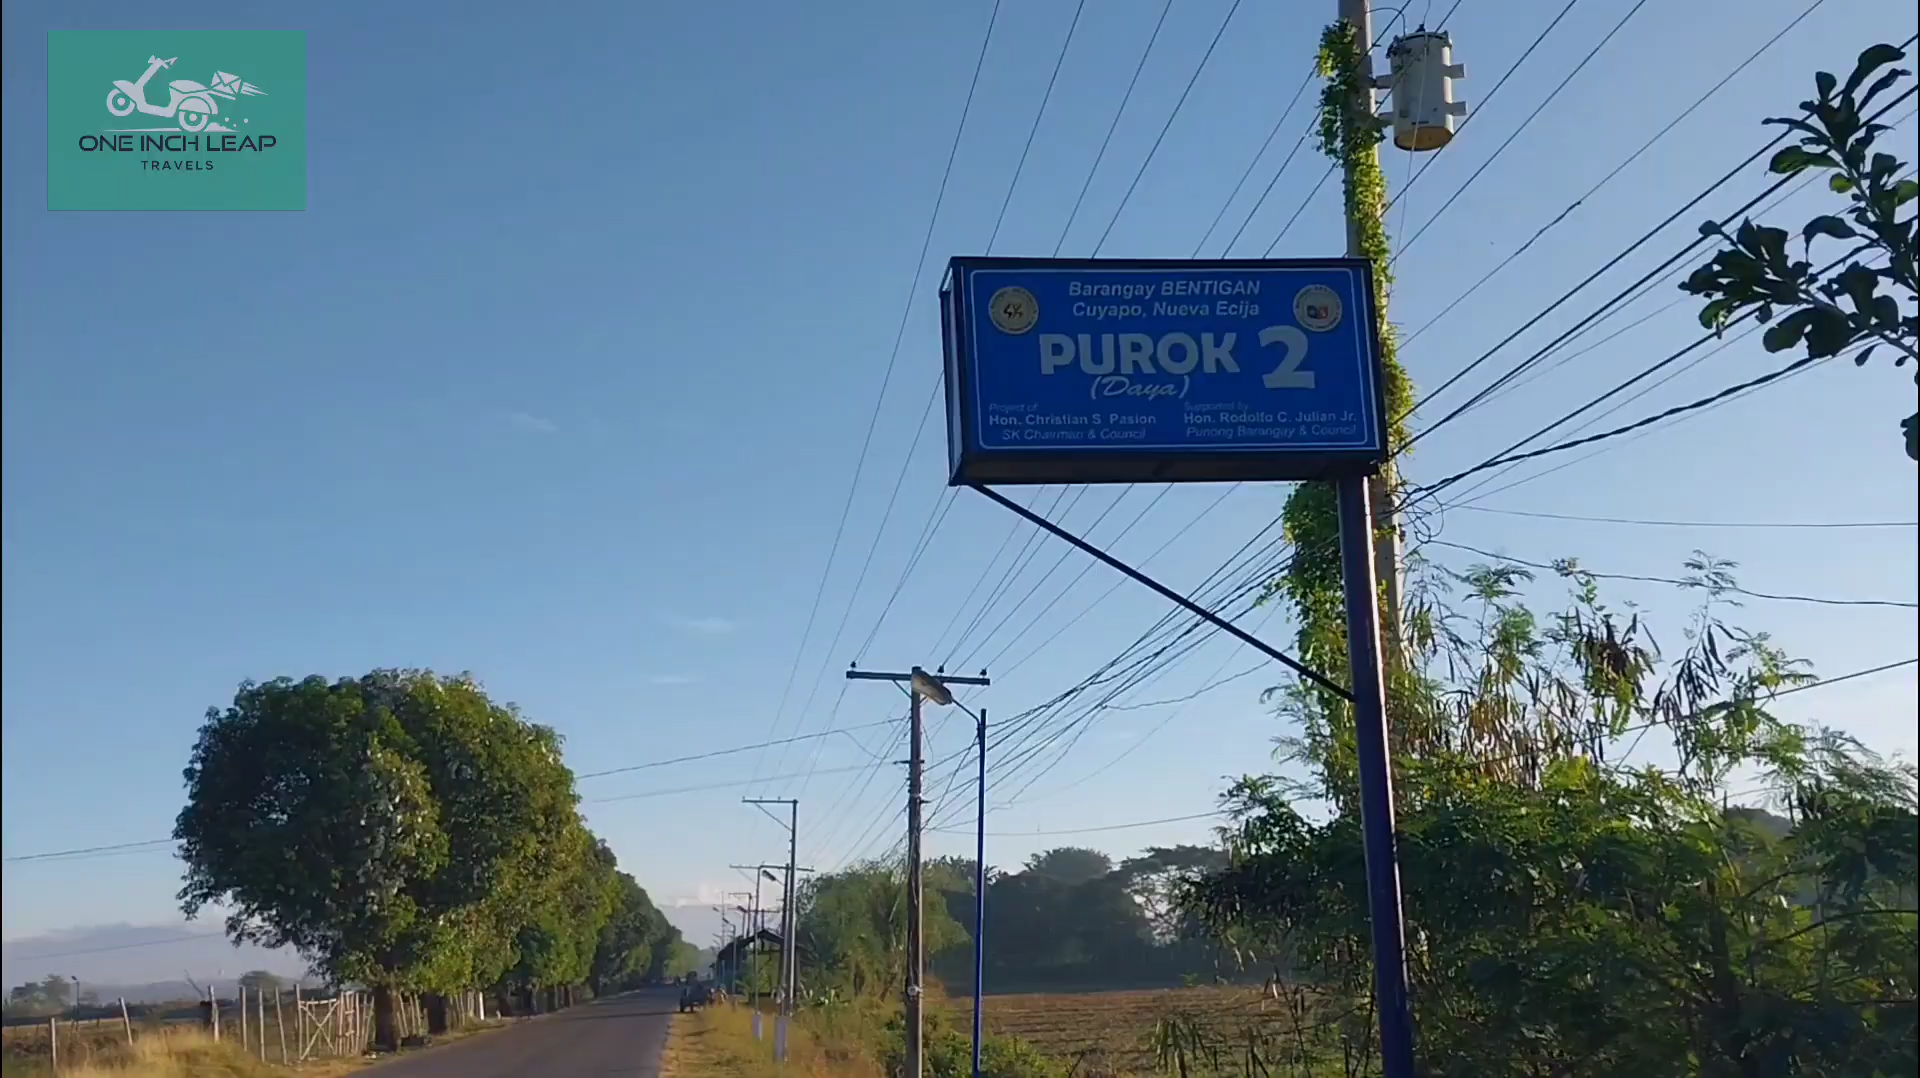 ONE INCH LEAP
TRAVELS
Barangay BENTIGAN
Cuyapo, Nueva Ecija
PUROK 2
(Daya)
Project of:
Hon. Christian S. Pasion
SK Chairman & Council
Supported by:
Hon. Rodolfo C. Julian Jr.
Punong Barangay & Council